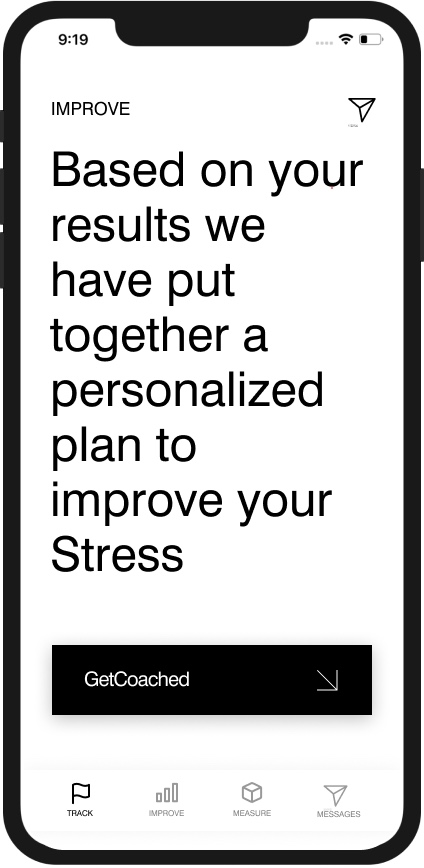 9:19
IMPROVE
Based on your
results we
have put
together a
personalized
plan to
improve your
Stress
GetCoached
TRACK
IMPROVE
MEASURE
MESSAGES